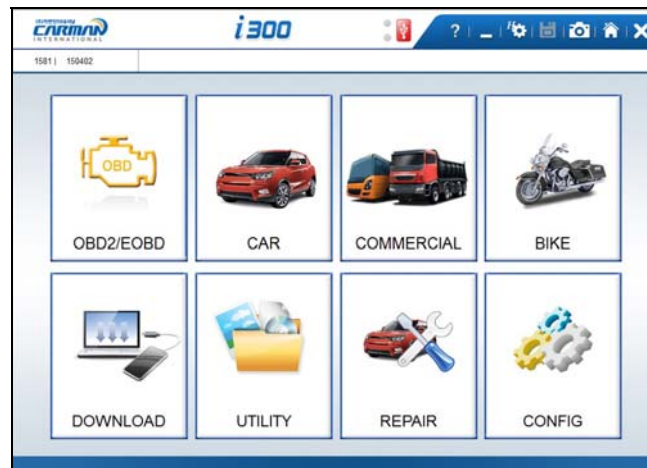 CARMAN
INTERNATIONAL
i300
?
1581 | 150402
OBD
OBD2/EOBD
CAR
COMMERCIAL
BIKE
DOWNLOAD
UTILITY
REPAIR
CONFIG